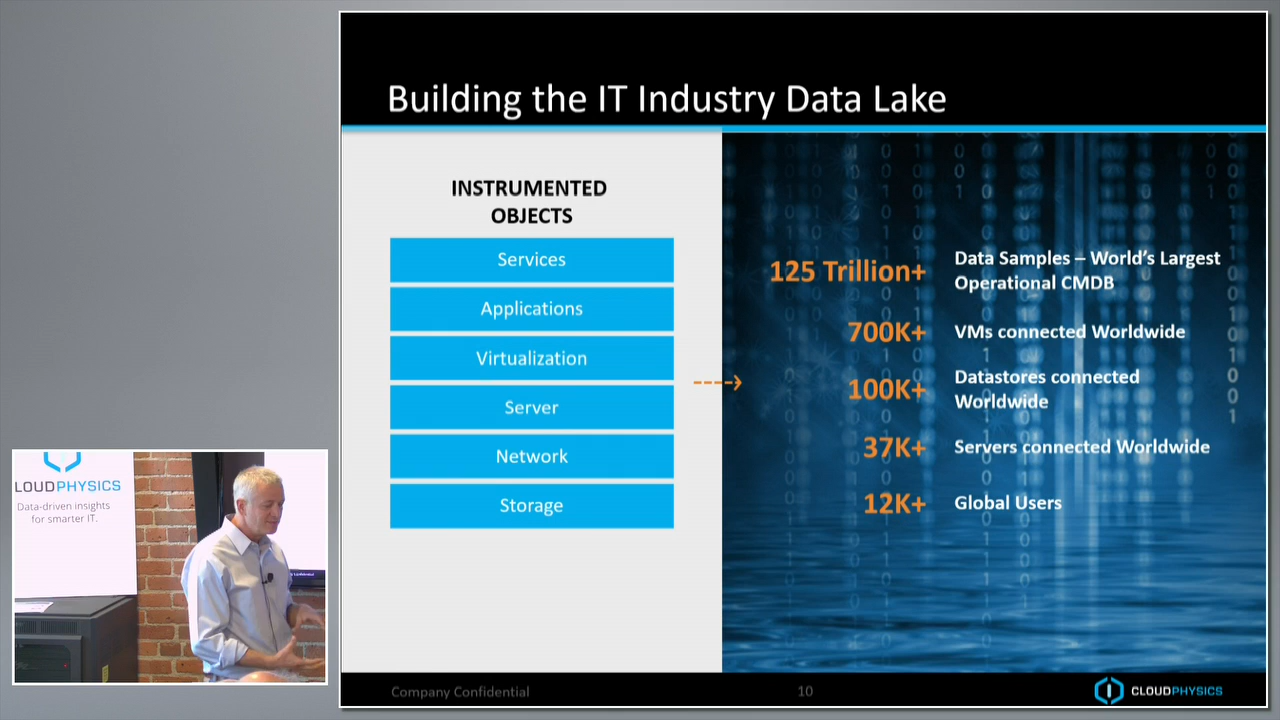 Building the IT Industry Data Lake
INSTRUMENTED
OBJECTS
Services
Applications
Virtualization
Server
Network
Storage
125 Trillion+
Data Samples – World's Largest
Operational CMDB
700K+
VMs connected Worldwide
100K+
Datastores connected
Worldwide
37K+
Servers connected Worldwide
12K+
Global Users
Company Confidential
10
CLOUDPHYSICS
LOUDPHYSICS
Data-driven insights
for smarter IT.